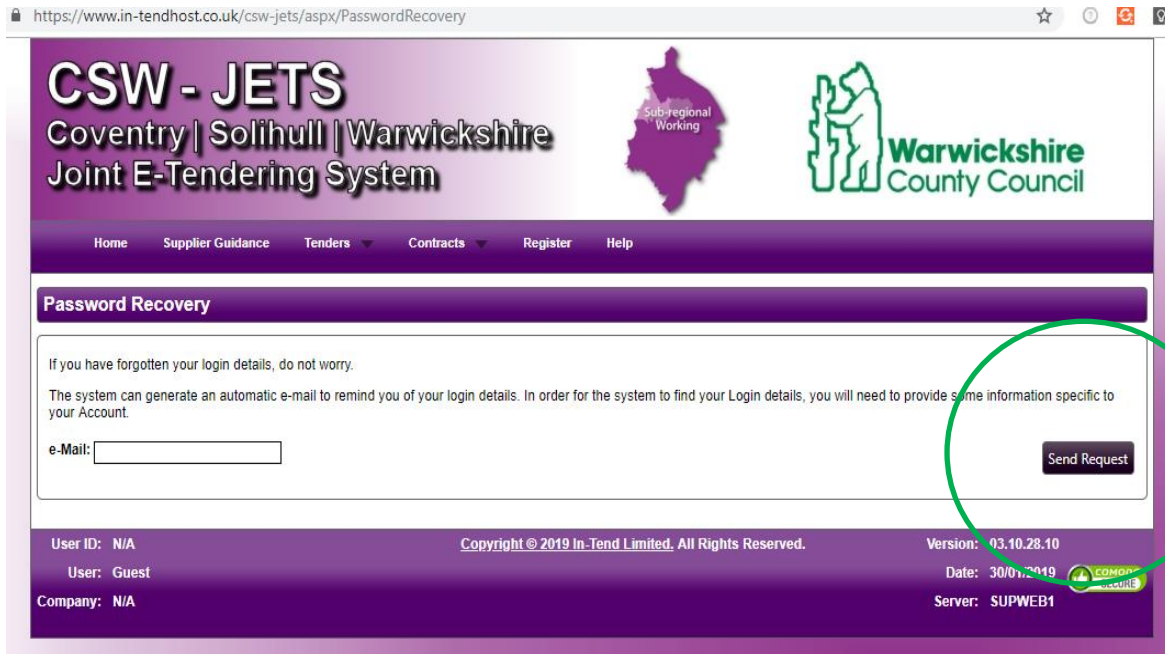 https://www.in-tendhost.co.uk/csw-jets/aspx/PasswordRecovery
CSW - JETS
Coventry | Solihull | Warwickshire
Joint E-Tendering System
Sub-regional
Working
Warwickshire
County Council
Home Supplier Guidance Tenders Contracts Register Help
Password Recovery
If you have forgotten your login details, do not worry.
The system can generate an automatic e-mail to remind you of your login details. In order for the system to find your Login details, you will need to provide some information specific to
your Account.
e-Mail:
Send Request
User ID: N/A Copyright © 2019 In-Tend Limited. All Rights Reserved. Version: 03.10.28.10
User: Guest Date: 30/01/2019
Company: N/A Server: SUPWEB1
COMODO
SECURE